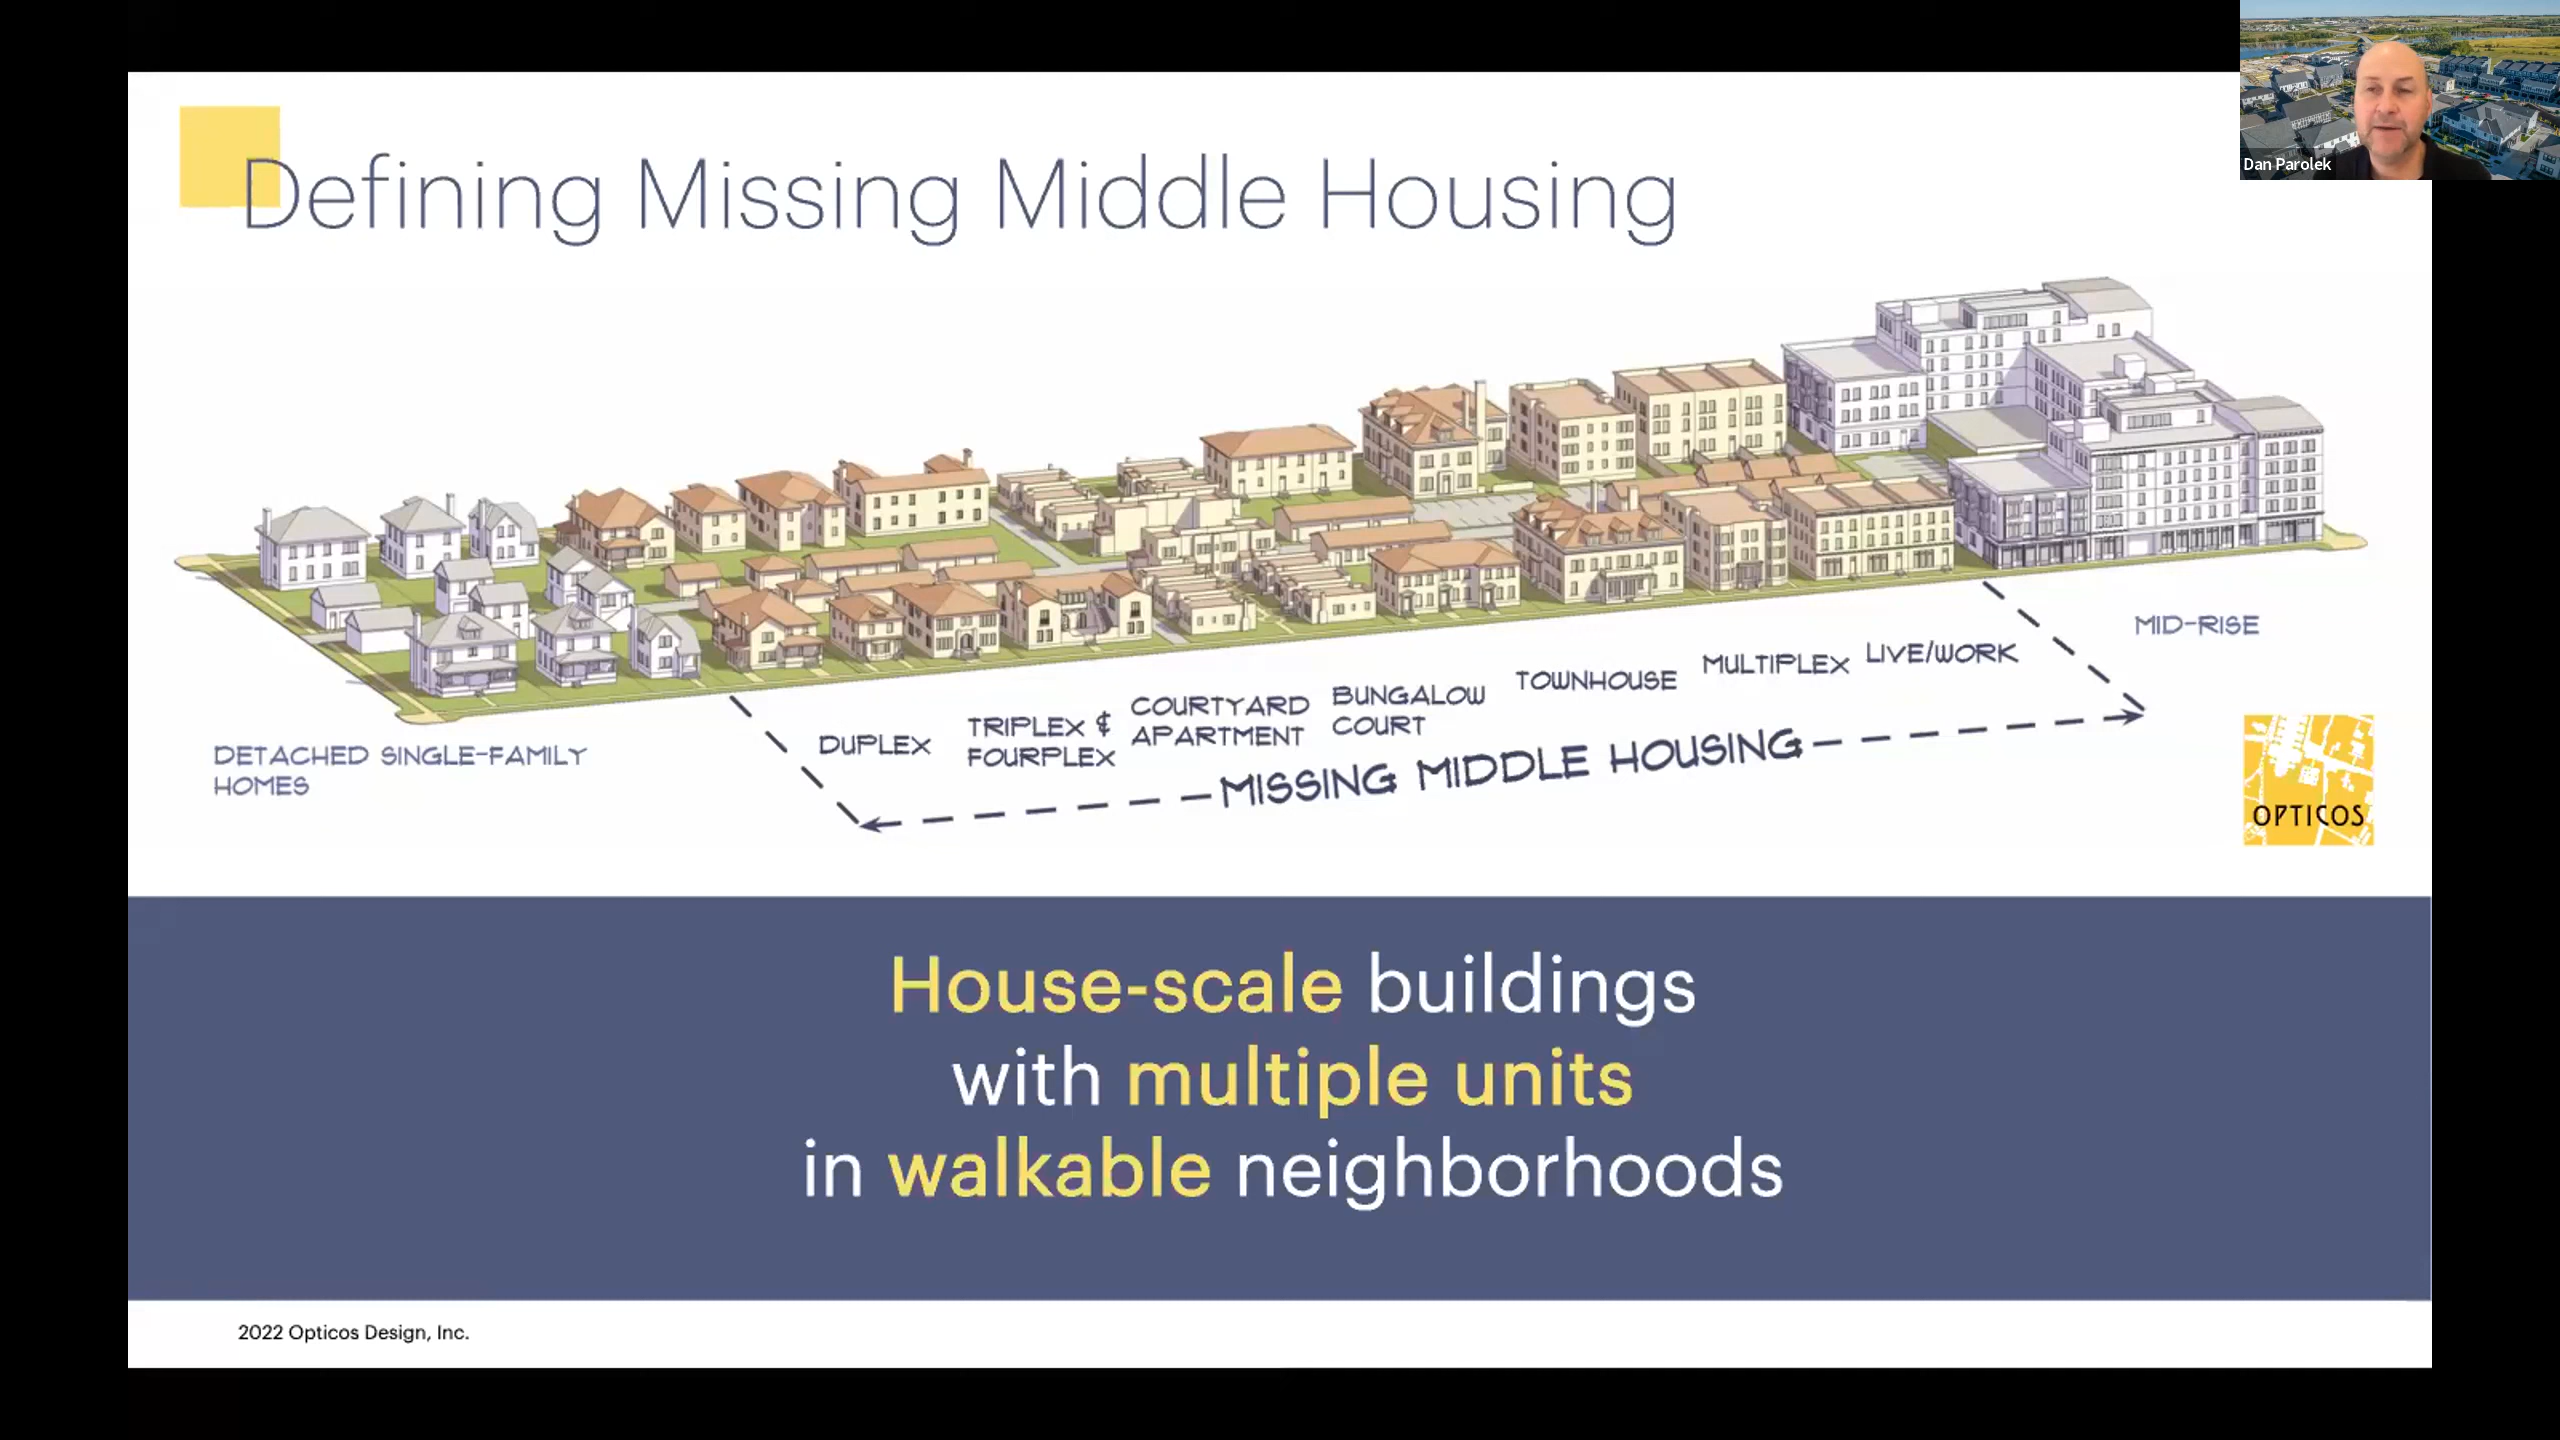 Dan Parolek
Defining Missing Middle Housing
MID-RISE
LIVE/WORK
MULTIPLEX
TOWNHOUSE
BUNGALOW
COURT
COURTYARD
APARTMENT
TRIPLEX &
FOURPLEX
DUPLEX
DETACHED SINGLE-FAMILY
HOMES
MISSING MIDDLE HOUSING
OPTICOS
House-scale buildings
with multiple units
in walkable neighborhoods
2022 Opticos Design, Inc.